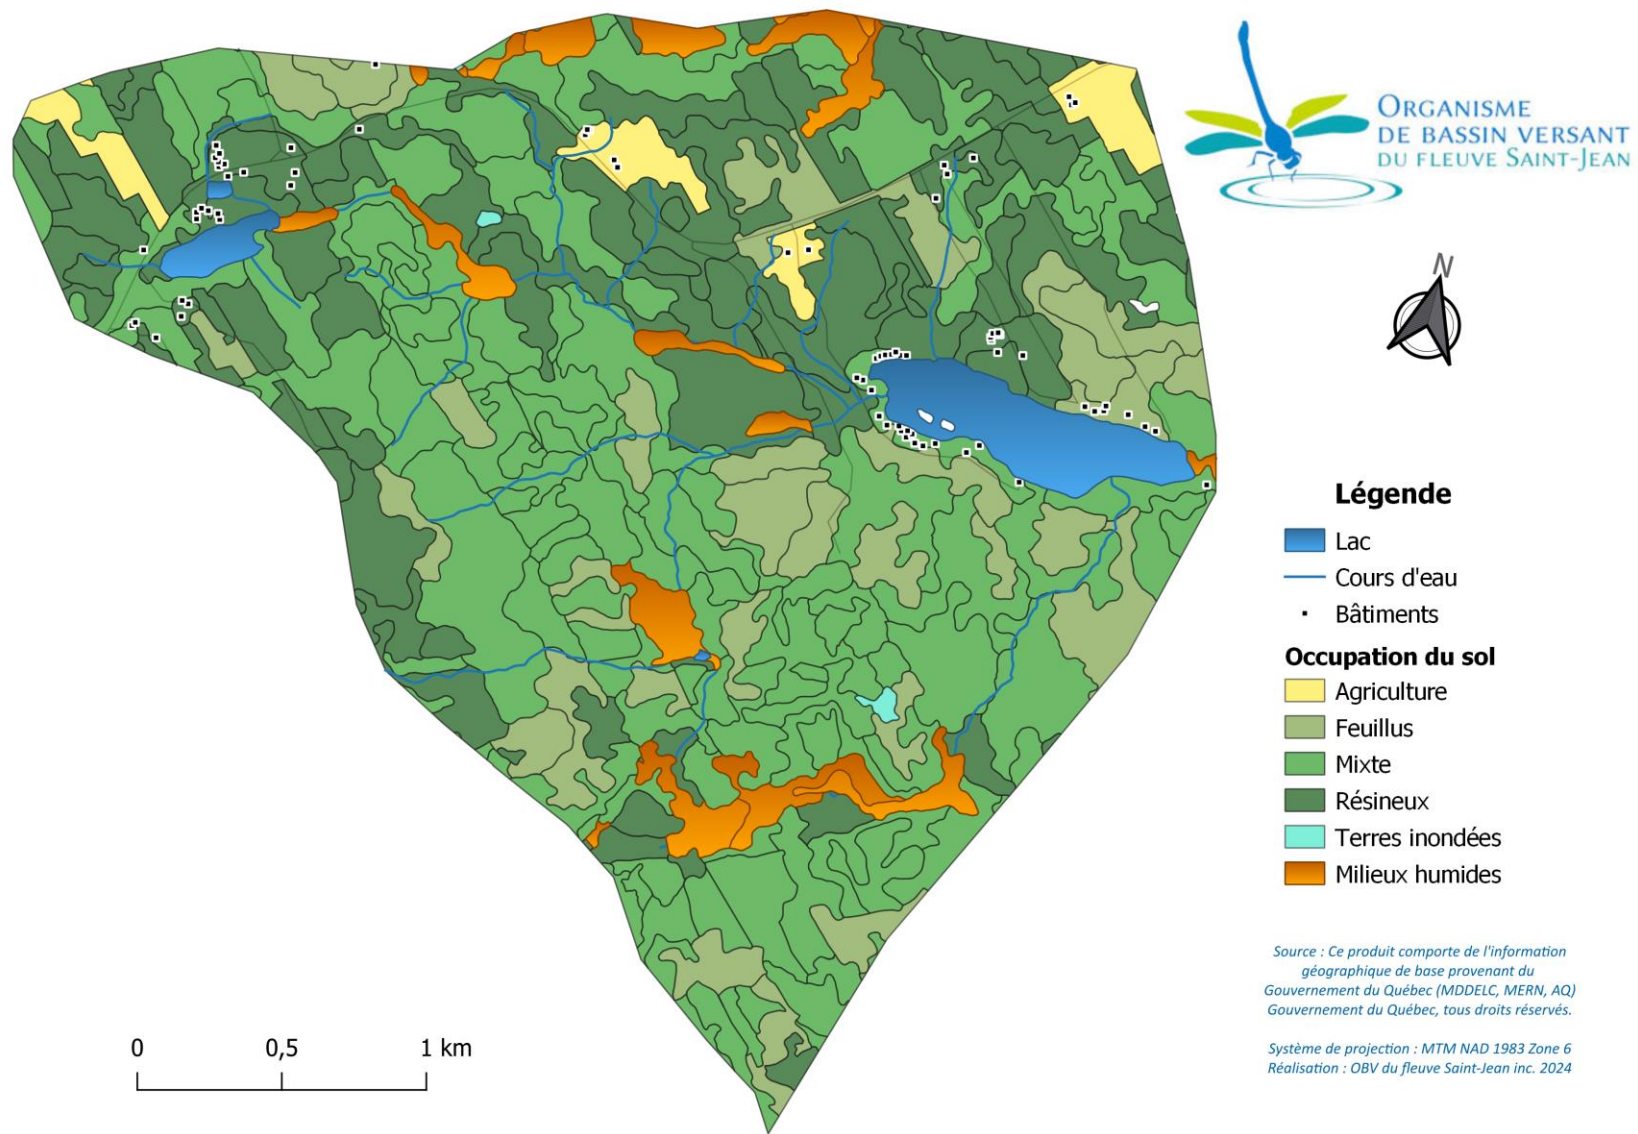 ORGANISME
DE BASSIN VERSANT
DU FLEUVE SAINT-JEAN
N
Légende
Lac
Cours d'eau
Bâtiments
Occupation du sol
Agriculture
Feuillus
Mixte
Résineux
Terres inondées
Milieux humides
Source : Ce produit comporte de l'information
géographique de base provenant du
Gouvernement du Québec (MDDELC, MERN, AQ)
Gouvernement du Québec, tous droits réservés.
Système de projection : MTM NAD 1983 Zone 6
Réalisation : OBV du fleuve Saint-Jean inc. 2024
0 0,5 1 km